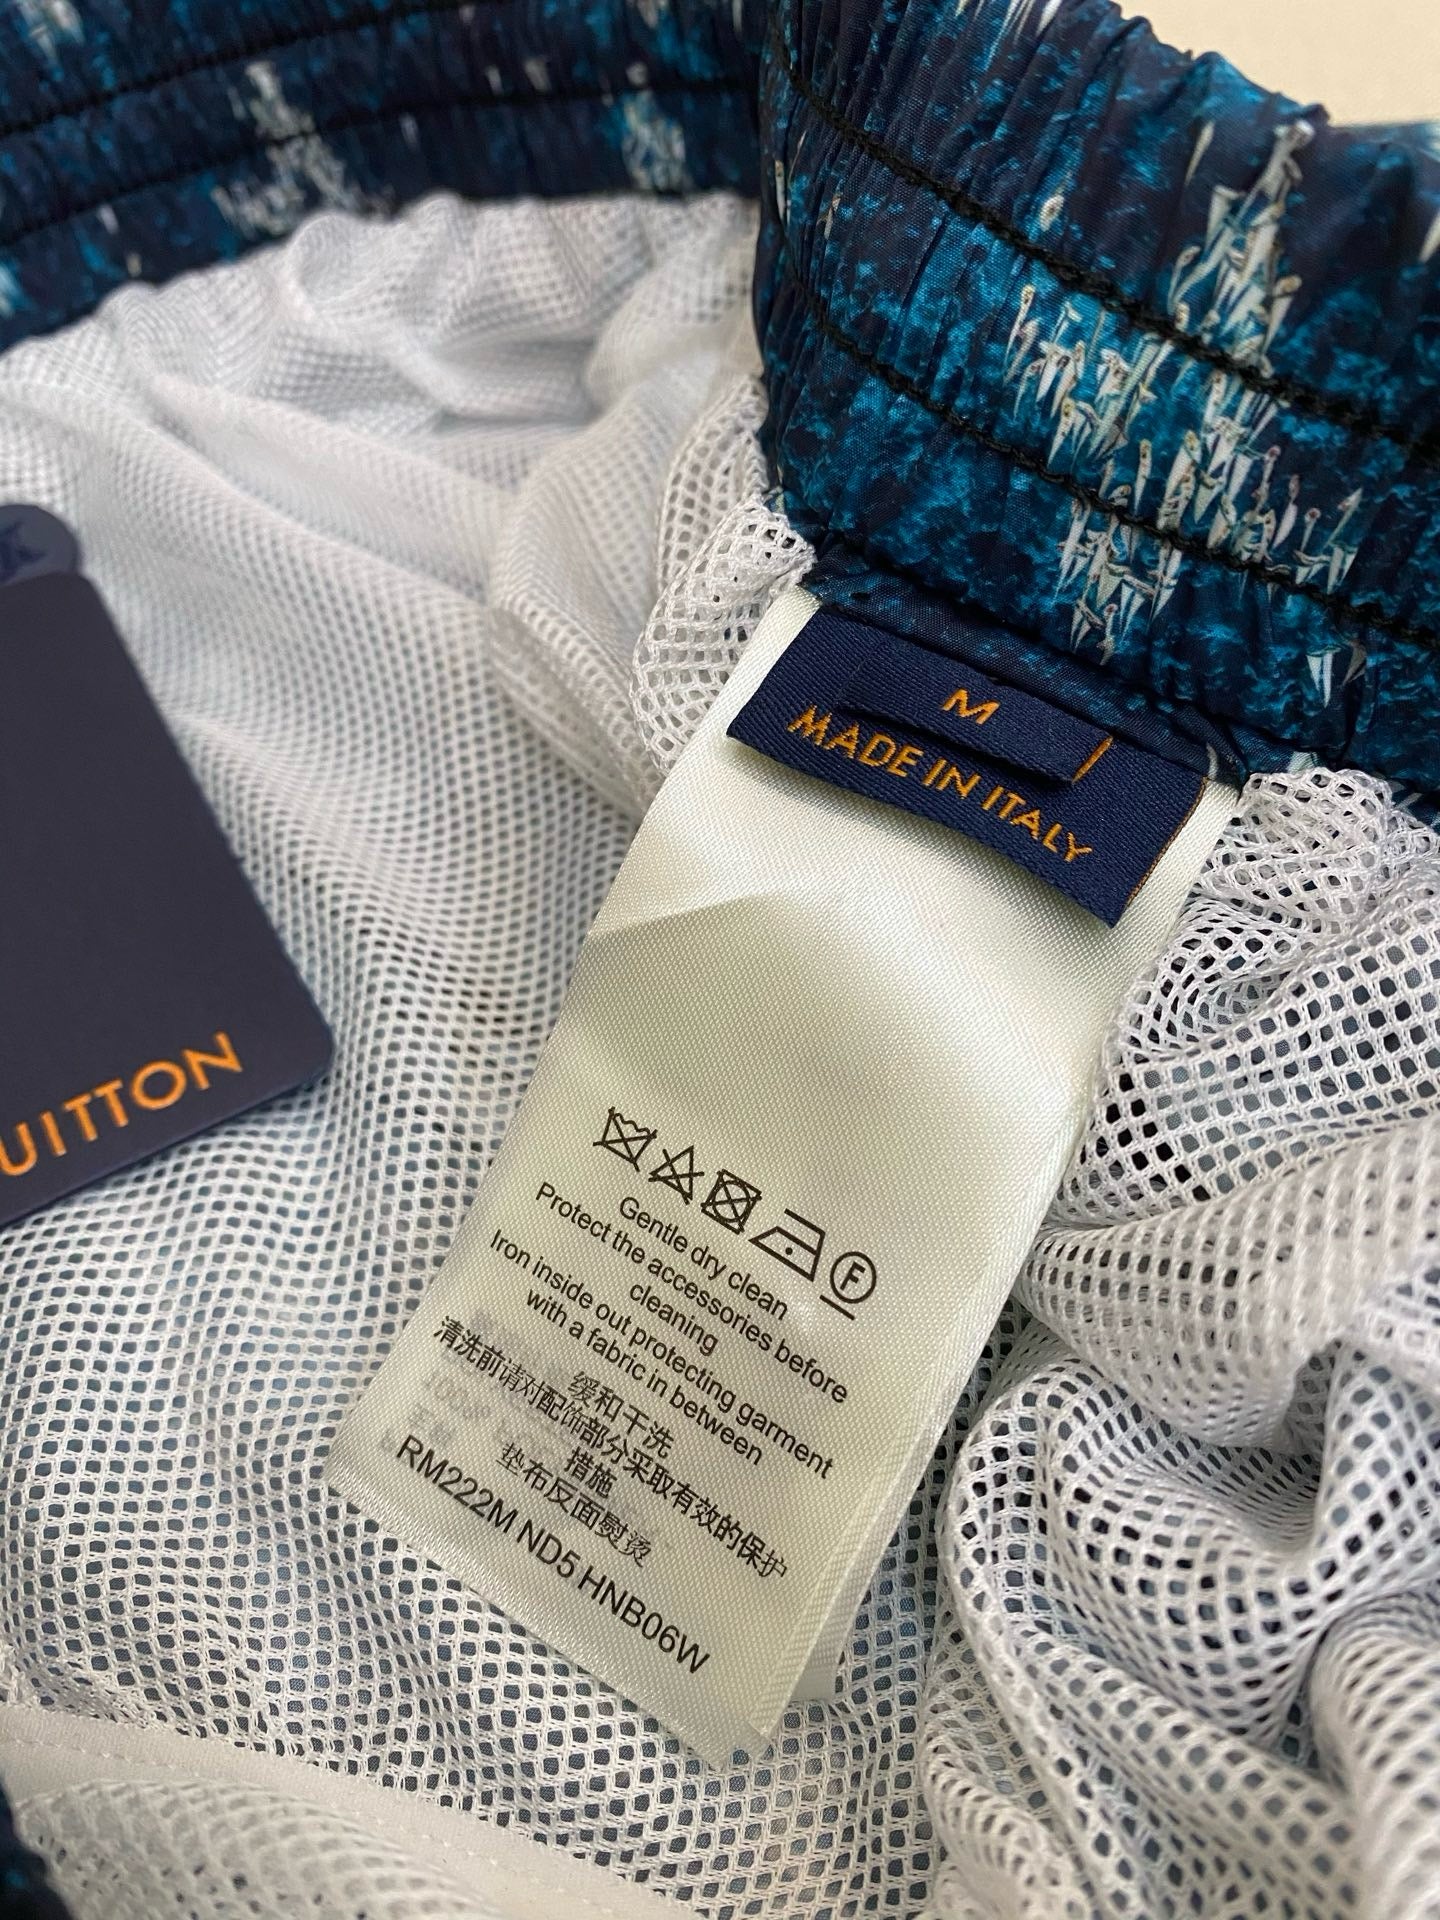 M
MADE IN ITALY
UITTON
Gentle dry clean
Protect the accessories before
cleaning
Iron inside out protecting garment
with a fabric in between
缓和干洗
清洗前请对配饰部分采取有效的保护
措施
垫布反面熨烫
RM222M ND5 HNB06W
F